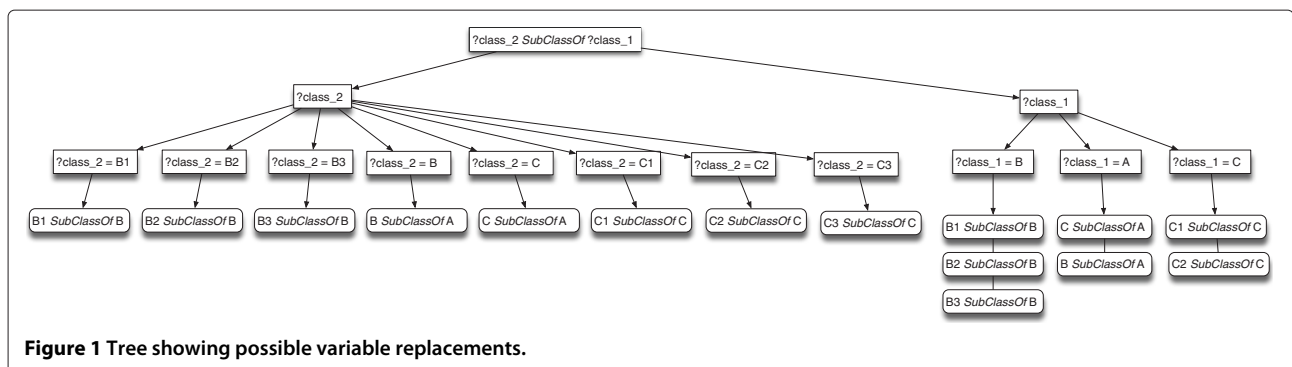 ?class_2 SubClassOf ?class_1
?class_2
?class_1
?class_2 = B1
?class_2 = B2
?class_2 = B3
?class_2 = B
?class_2 = C
?class_2 = C1
?class_2 = C2
?class_2 = C3
?class_1 = B
?class_1 = A
?class_1 = C
B1 SubClassOf B
B2 SubClassOf B
B3 SubClassOf B
B SubClassOf A
C SubClassOf A
C1 SubClassOf C
C2 SubClassOf C
C3 SubClassOf C
B1 SubClassOf B
C SubClassOf A
C1 SubClassOf C
B2 SubClassOf B
B SubClassOf A
C2 SubClassOf C
B3 SubClassOf B
Figure 1 Tree showing possible variable replacements.